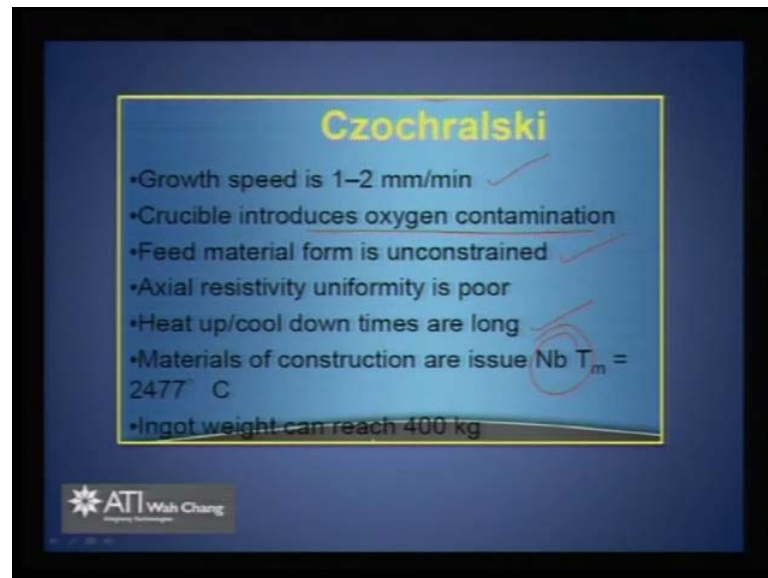 Czochralski
•Growth speed is 1–2 mm/min
•Crucible introduces oxygen contamination
•Feed material form is unconstrained
•Axial resistivity uniformity is poor
•Heat up/cool down times are long
•Materials of construction are issue Nb Tm =
2477° C
•Ingot weight can reach 400 kg
ATI Wah Chang